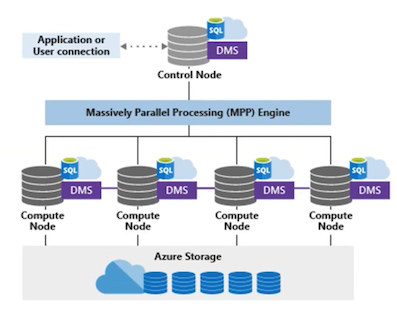 Application or
User connection
SQL
DMS
Control Node
Massively Parallel Processing (MPP) Engine
SQL
DMS
SQL
DMS
SQL
DMS
SQL
DMS
Compute
Node
Compute
Node
Compute
Node
Compute
Node
Azure Storage